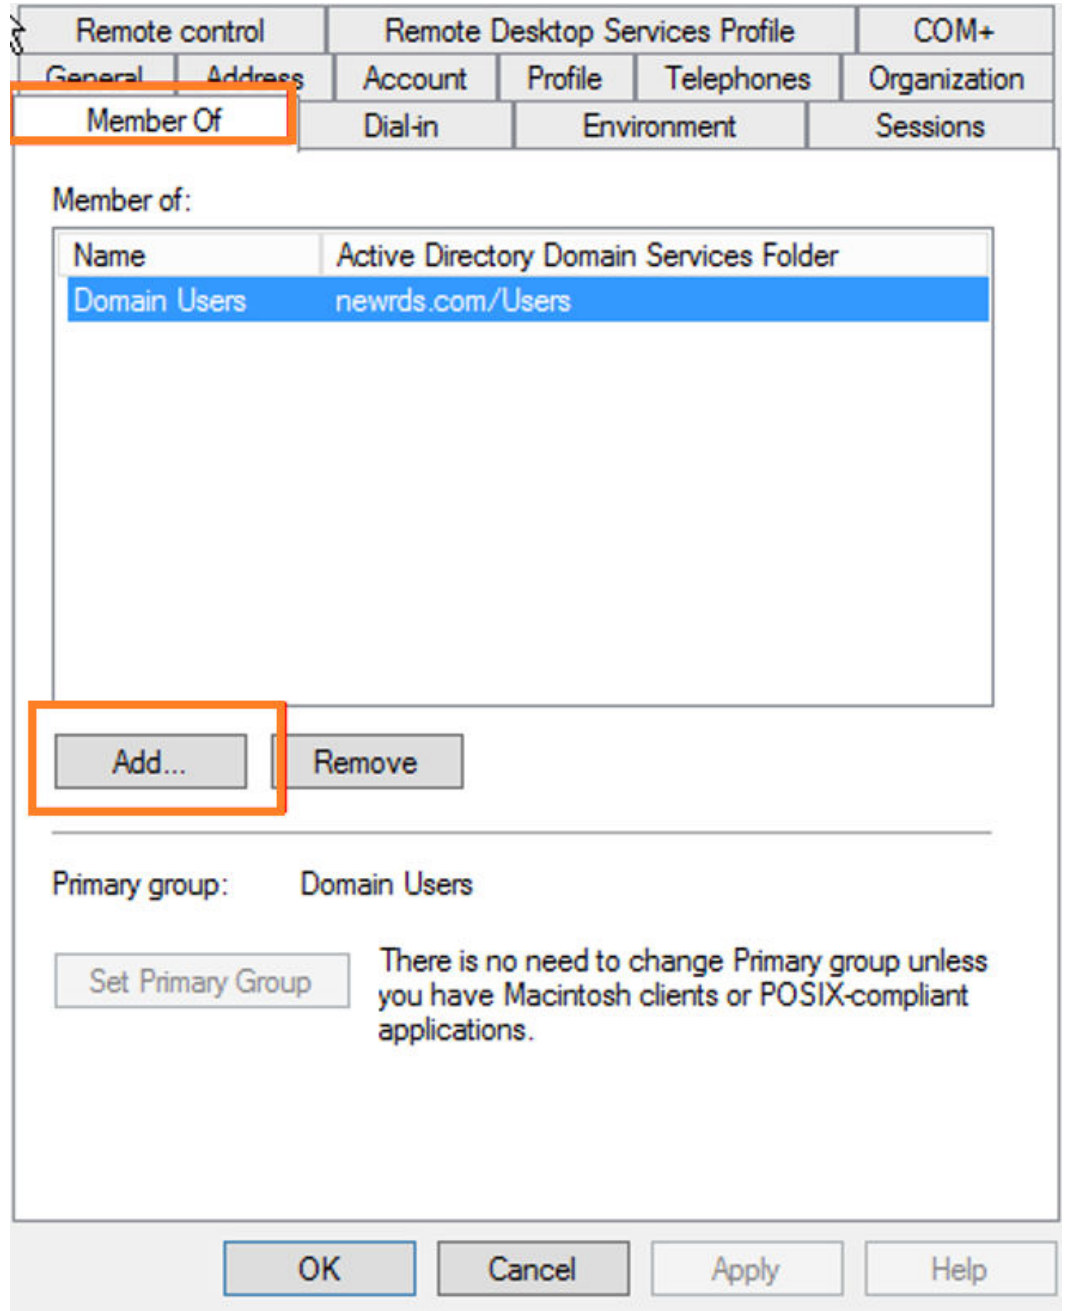 Remote control Remote Desktop Services Profile COM+
General Address Account Profile Telephones Organization
Member Of Dial-in Environment Sessions
Member of:
Name Active Directory Domain Services Folder
Domain Users newrds.com/Users
Add... Remove
Primary group: Domain Users
Set Primary Group
There is no need to change Primary group unless
you have Macintosh clients or POSIX-compliant
applications.
OK Cancel Apply Help